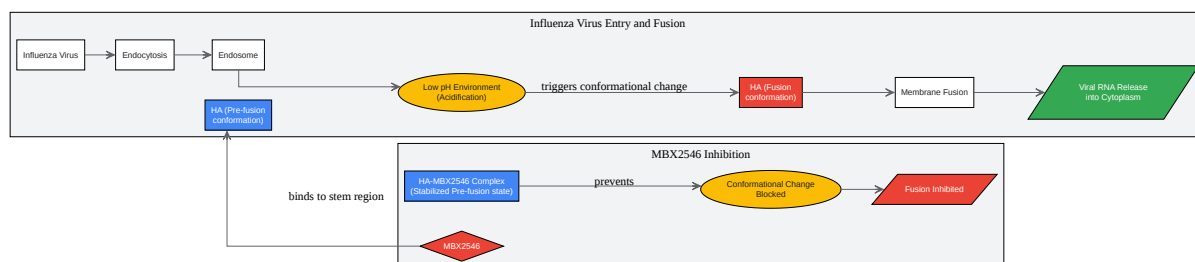 Influenza Virus Entry and Fusion
Influenza Virus
Endocytosis
Endosome
Low pH Environment
(Acidification)
triggers conformational change
HA (Fusion
conformation)
Membrane Fusion
Viral RNA Release
into Cytoplasm
HA (Pre-fusion
conformation)
MBX2546 Inhibition
binds to stem region
HA-MBX2546 Complex
(Stabilized Pre-fusion state)
prevents
Conformational Change
Blocked
Fusion Inhibited
MBX2546